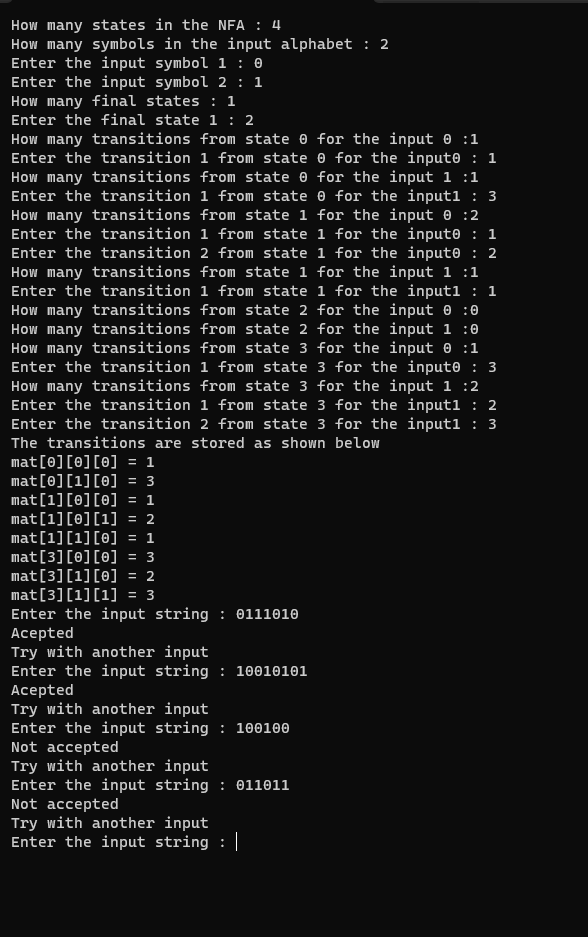 How many states in the NFA : 4
How many symbols in the input alphabet : 2
Enter the input symbol 1 : 0
Enter the input symbol 2 : 1
How many final states : 1
Enter the final state 1 : 2
How many transitions from state 0 for the input 0 :1
Enter the transition 1 from state 0 for the input0 : 1
How many transitions from state 0 for the input 1 :1
Enter the transition 1 from state 0 for the input1 : 3
How many transitions from state 1 for the input 0 :2
Enter the transition 1 from state 1 for the input0 : 1
Enter the transition 2 from state 1 for the input0 : 2
How many transitions from state 1 for the input 1 :1
Enter the transition 1 from state 1 for the input1 : 1
How many transitions from state 2 for the input 0 :0
How many transitions from state 2 for the input 1 :0
How many transitions from state 3 for the input 0 :1
Enter the transition 1 from state 3 for the input0 : 3
How many transitions from state 3 for the input 1 :2
Enter the transition 1 from state 3 for the input1 : 2
Enter the transition 2 from state 3 for the input1 : 3
The transitions are stored as shown below
mat[0][0][0] = 1
mat[0][1][0] = 3
mat[1][0][0] = 1
mat[1][0][1] = 2
mat[1][1][0] = 1
mat[3][0][0] = 3
mat[3][1][0] = 2
mat[3][1][1] = 3
Enter the input string : 0111010
Acepted
Try with another input
Enter the input string : 10010101
Acepted
Try with another input
Enter the input string : 100100
Not accepted
Try with another input
Enter the input string : 011011
Not accepted
Try with another input
Enter the input string :